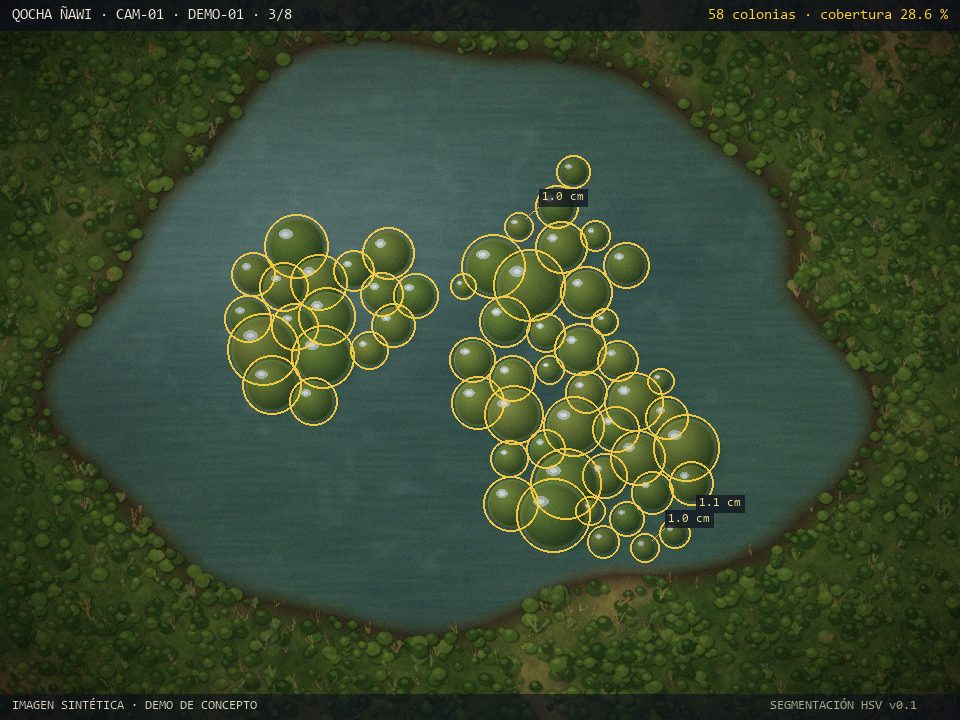 QOCHA ÑAWI · CAM-01 · DEMO-01 · 3/8
58 colonias · cobertura 28.6 %
1.0 cm
1.1 cm
1.0 cm
IMAGEN SINTÉTICA · DEMO DE CONCEPTO
SEGMENTACIÓN HSV v0.1